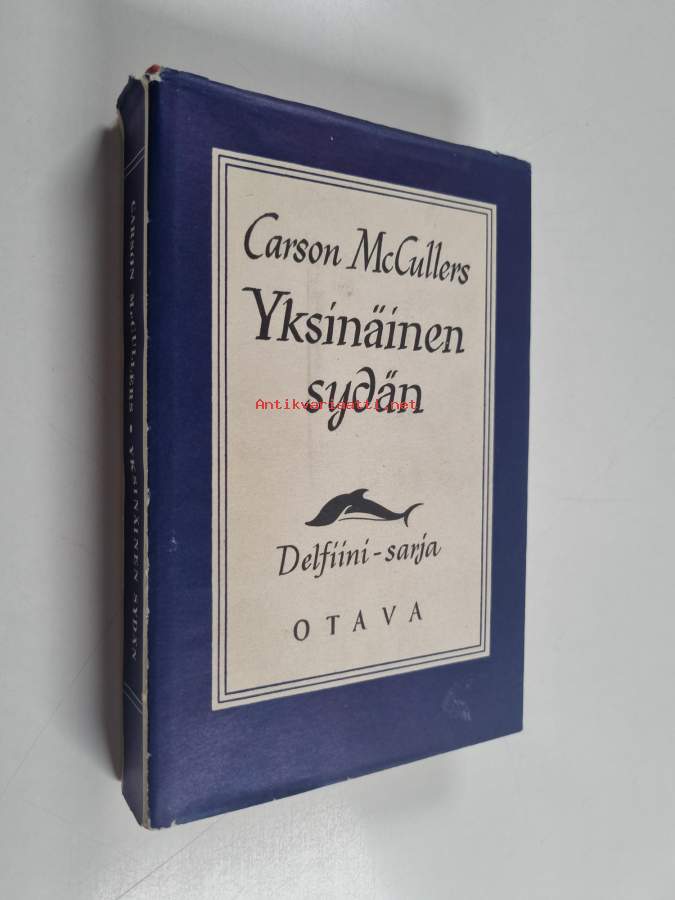 Carson McCullers
Yksinäinen
sydän
Antikvariaatti.net
Delfiini-sarja
OTAVA
CARSON McCULLERS • YKSINÄINEN SYDÄN